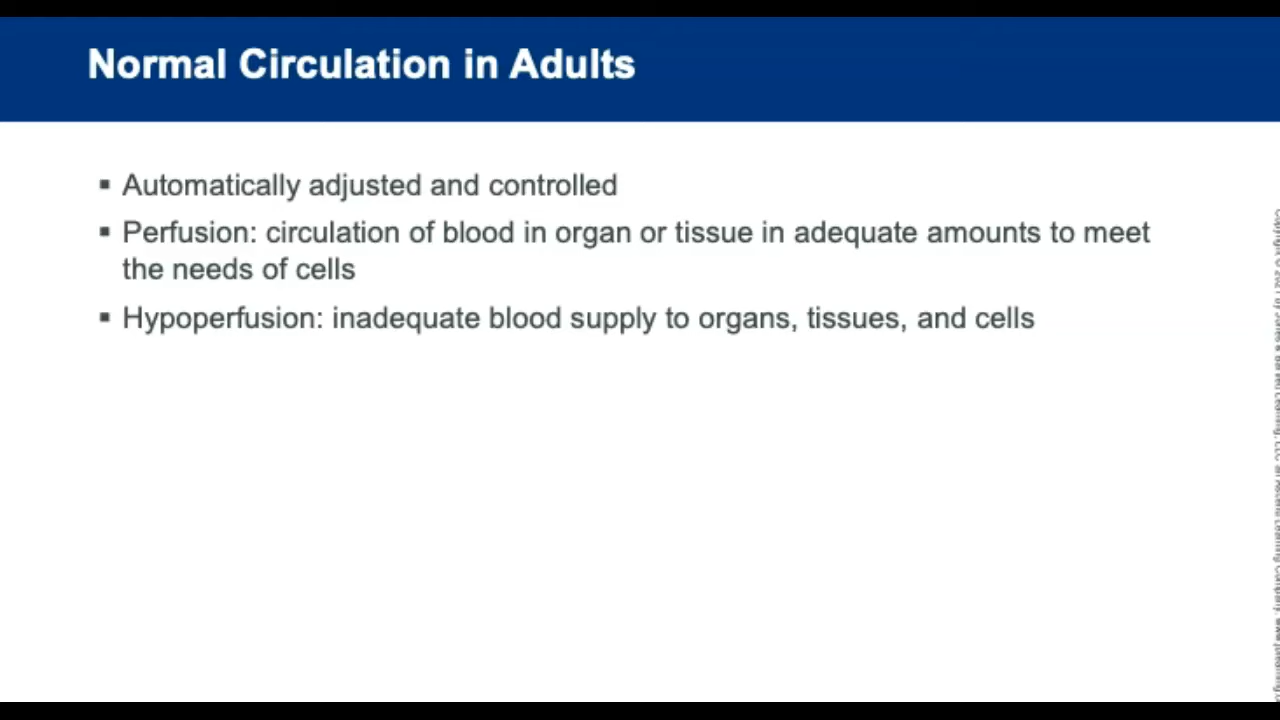 Normal Circulation in Adults
▪ Automatically adjusted and controlled
▪ Perfusion: circulation of blood in organ or tissue in adequate amounts to meet
the needs of cells
▪ Hypoperfusion: inadequate blood supply to organs, tissues, and cells